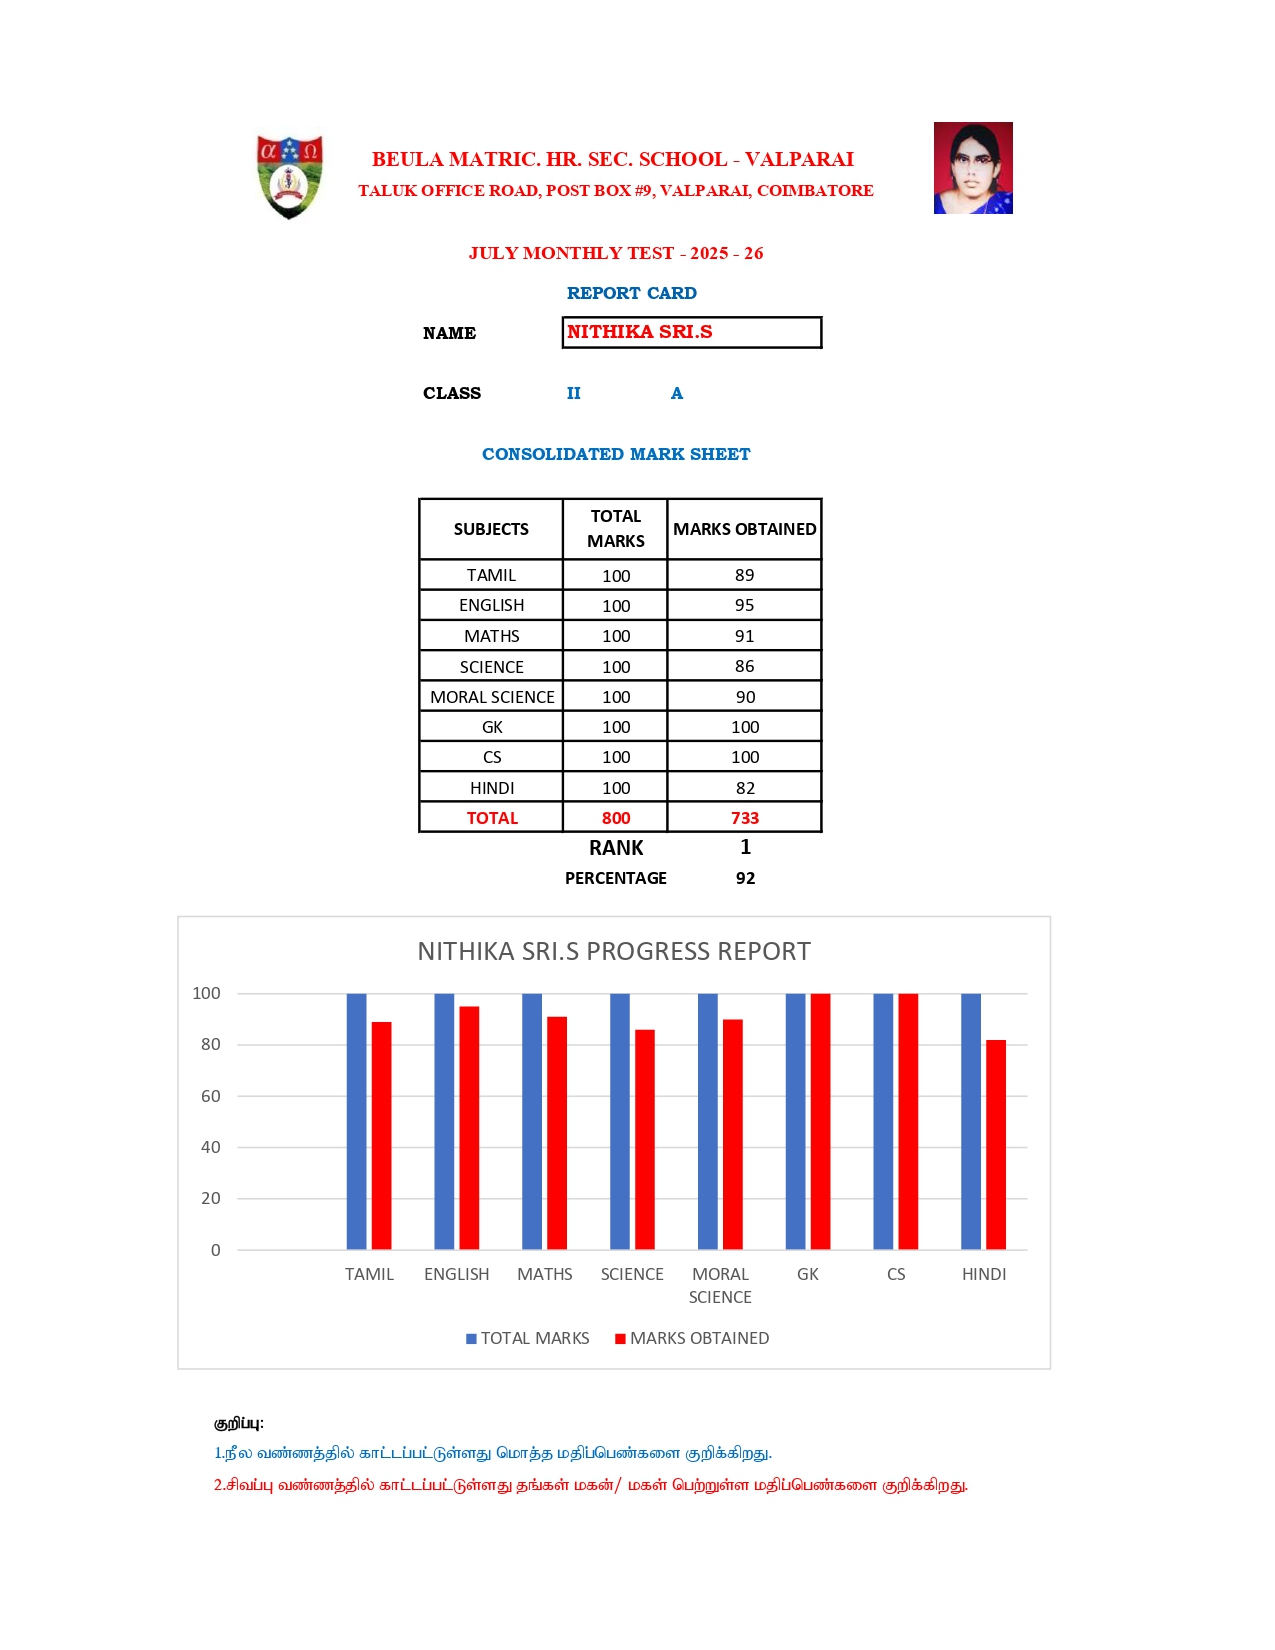 α Ω
BEULA MATRIC. HR. SEC. SCHOOL - VALPARAI
TALUK OFFICE ROAD, POST BOX #9, VALPARAI, COIMBATORE
JULY MONTHLY TEST - 2025 - 26
REPORT CARD
NAME NITHIKA SRI.S
CLASS II A
CONSOLIDATED MARK SHEET
SUBJECTS TOTAL MARKS MARKS OBTAINED
TAMIL 100 89
ENGLISH 100 95
MATHS 100 91
SCIENCE 100 86
MORAL SCIENCE 100 90
GK 100 100
CS 100 100
HINDI 100 82
TOTAL 800 733
RANK 1
PERCENTAGE 92
NITHIKA SRI.S PROGRESS REPORT
100
80
60
40
20
0
TAMIL ENGLISH MATHS SCIENCE MORAL SCIENCE GK CS HINDI
TOTAL MARKS MARKS OBTAINED
குறிப்பு:
1.நீல வண்ணத்தில் காட்டப்பட்டுள்ளது மொத்த மதிப்பெண்களை குறிக்கிறது.
2.சிவப்பு வண்ணத்தில் காட்டப்பட்டுள்ளது தங்கள் மகன்/ மகள் பெற்றுள்ள மதிப்பெண்களை குறிக்கிறது.